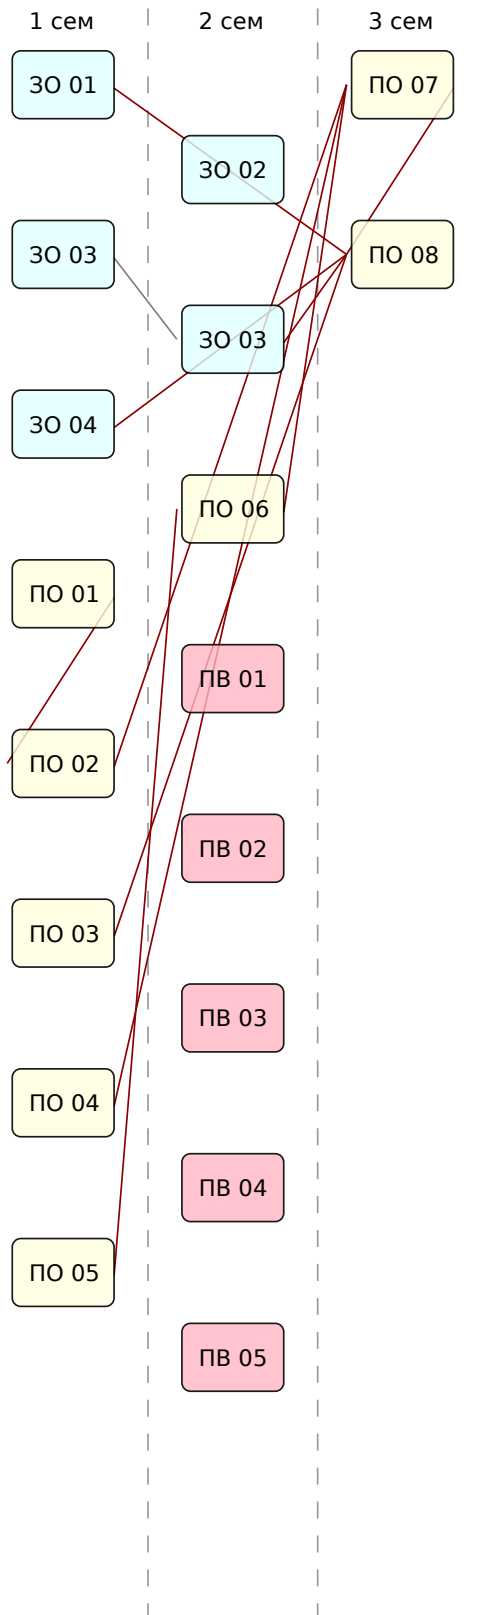 1 сем
2 сем
3 сем
ЗО 01
ПО 07
ЗО 02
ЗО 03
ПО 08
ЗО 03
ЗО 04
ПО 06
ПО 01
ПВ 01
ПО 02
ПВ 02
ПО 03
ПВ 03
ПО 04
ПВ 04
ПО 05
ПВ 05